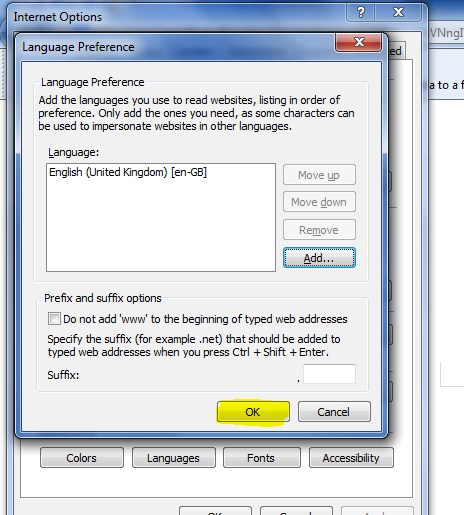 Internet Options
?
Language Preference
ed
WNngI
a to a f
Language Preference
Add the languages you use to read websites, listing in order of
preference. Only add the ones you need, as some characters can
be used to impersonate websites in other languages.
Language:
English (United Kingdom) [en-GB]
Move up
Move down
Remove
Add...
Prefix and suffix options
Do not add 'www' to the beginning of typed web addresses
Specify the suffix (for example .net) that should be added to
typed web addresses when you press Ctrl + Shift + Enter.
Suffix: .
OK Cancel
Colors Languages Fonts Accessibility